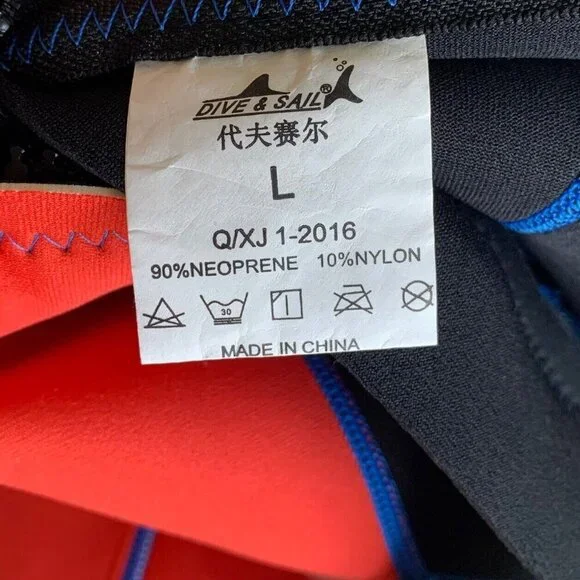 DIVE & SAIL®
代夫赛尔
L
Q/XJ 1-2016
90%NEOPRENE 10%NYLON
30
MADE IN CHINA